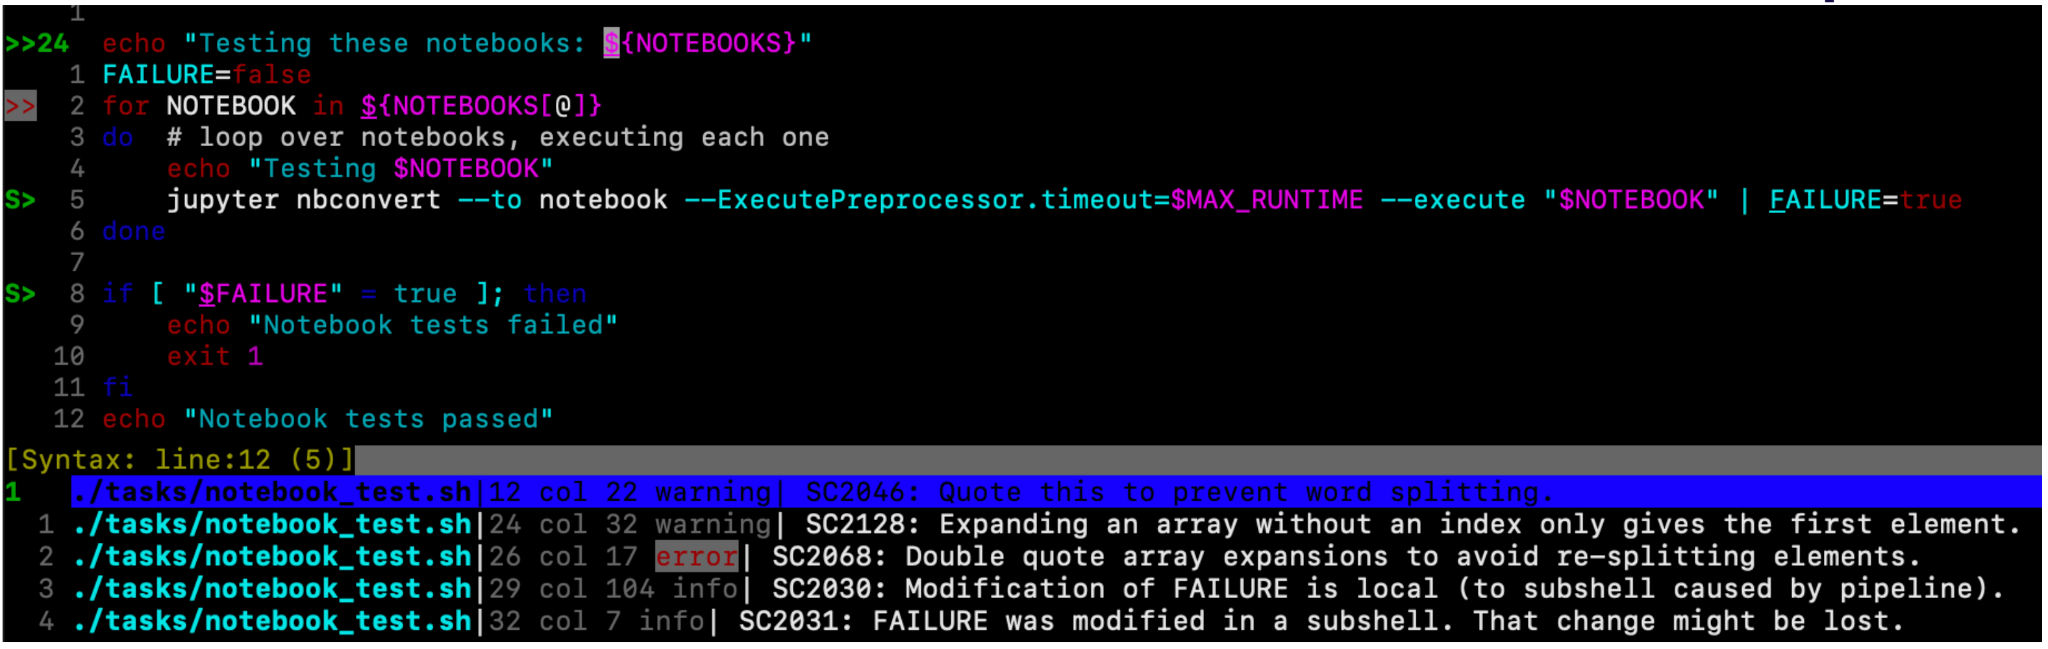 1
>>24 echo "Testing these notebooks: ${NOTEBOOKS}"
1 FAILURE=false
>> 2 for NOTEBOOK in ${NOTEBOOKS[@]}
3 do # loop over notebooks, executing each one
4 echo "Testing $NOTEBOOK"
S> 5 jupyter nbconvert --to notebook --ExecutePreprocessor.timeout=$MAX_RUNTIME --execute "$NOTEBOOK" | FAILURE=true
6 done
7
S> 8 if [ "$FAILURE" = true ]; then
9 echo "Notebook tests failed"
10 exit 1
11 fi
12 echo "Notebook tests passed"
[Syntax: line:12 (5)]
1 ./tasks/notebook_test.sh|12 col 22 warning| SC2046: Quote this to prevent word splitting.
1 ./tasks/notebook_test.sh|24 col 32 warning| SC2128: Expanding an array without an index only gives the first element.
2 ./tasks/notebook_test.sh|26 col 17 error| SC2068: Double quote array expansions to avoid re-splitting elements.
3 ./tasks/notebook_test.sh|29 col 104 info| SC2030: Modification of FAILURE is local (to subshell caused by pipeline).
4 ./tasks/notebook_test.sh|32 col 7 info| SC2031: FAILURE was modified in a subshell. That change might be lost.